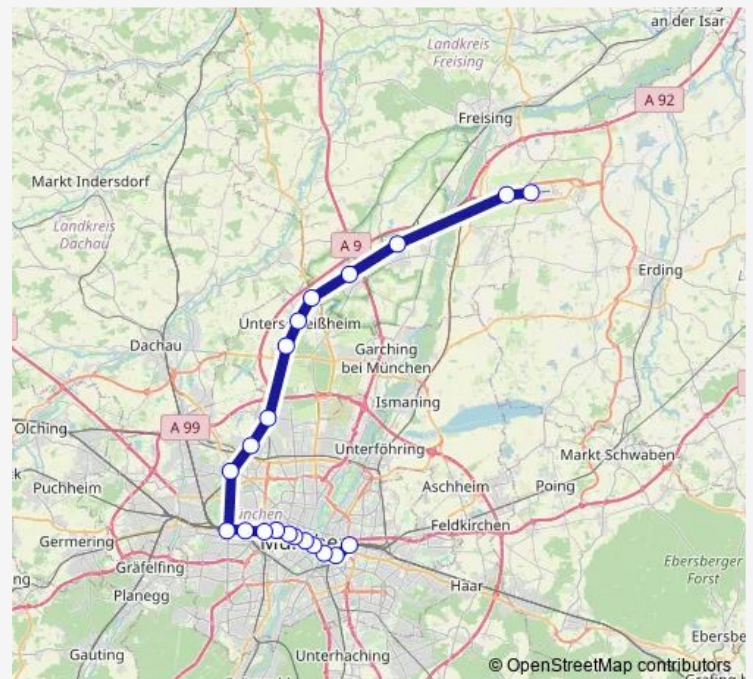 an der Isar
Landkreis
Freising
A 92
Freising
Markt Indersdorf
Landkreis
Dachau
A 9
Erding
Dachau
Garching
bei München
Ismaning
A 99
Olching
Unterföhring
Markt Schwaben
Puchheim
Aschheim
Poing
Feldkirchen
Germering
Gräfelfing
Ebersberger
Forst
Planegg
Haar
Ebersbe
Gauting
Unterhaching
© OpenStreetMap contributors